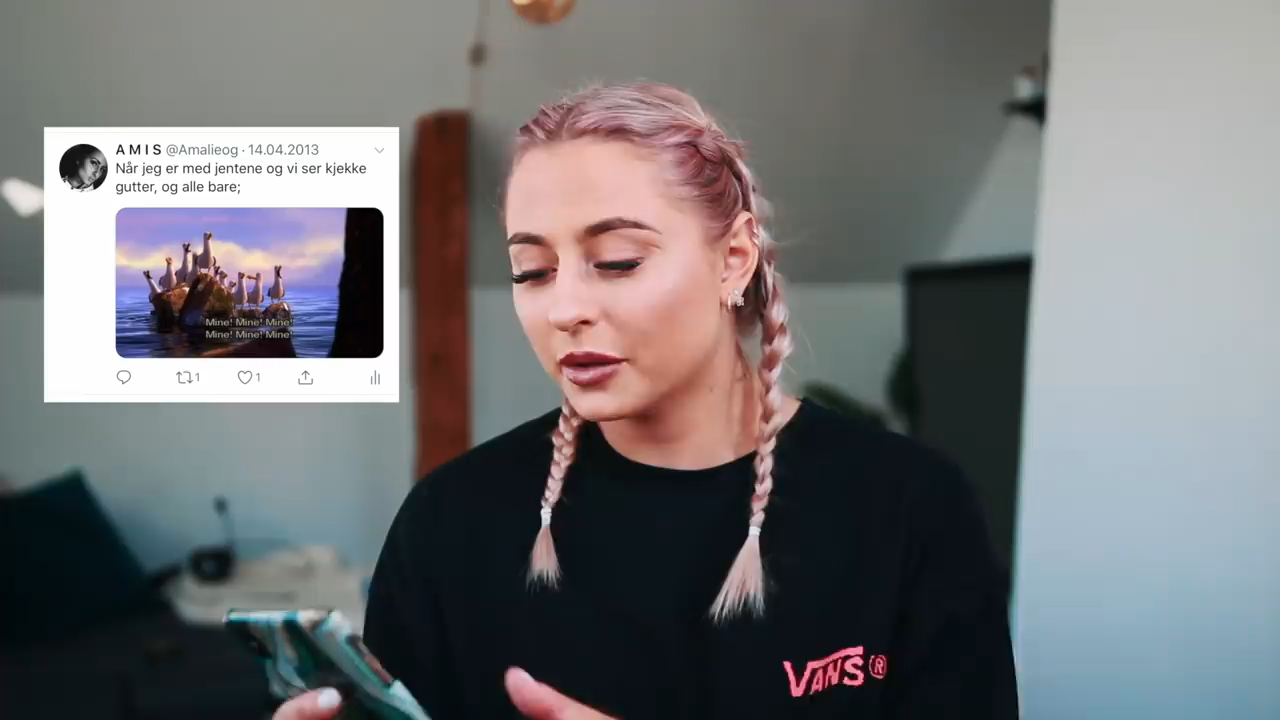 A M I S @Amalieog · 14.04.2013
Når jeg er med jentene og vi ser kjekke
gutter, og alle bare;
Mine! Mine! Mine!
Mine! Mine! Mine!
1 1
VANS®